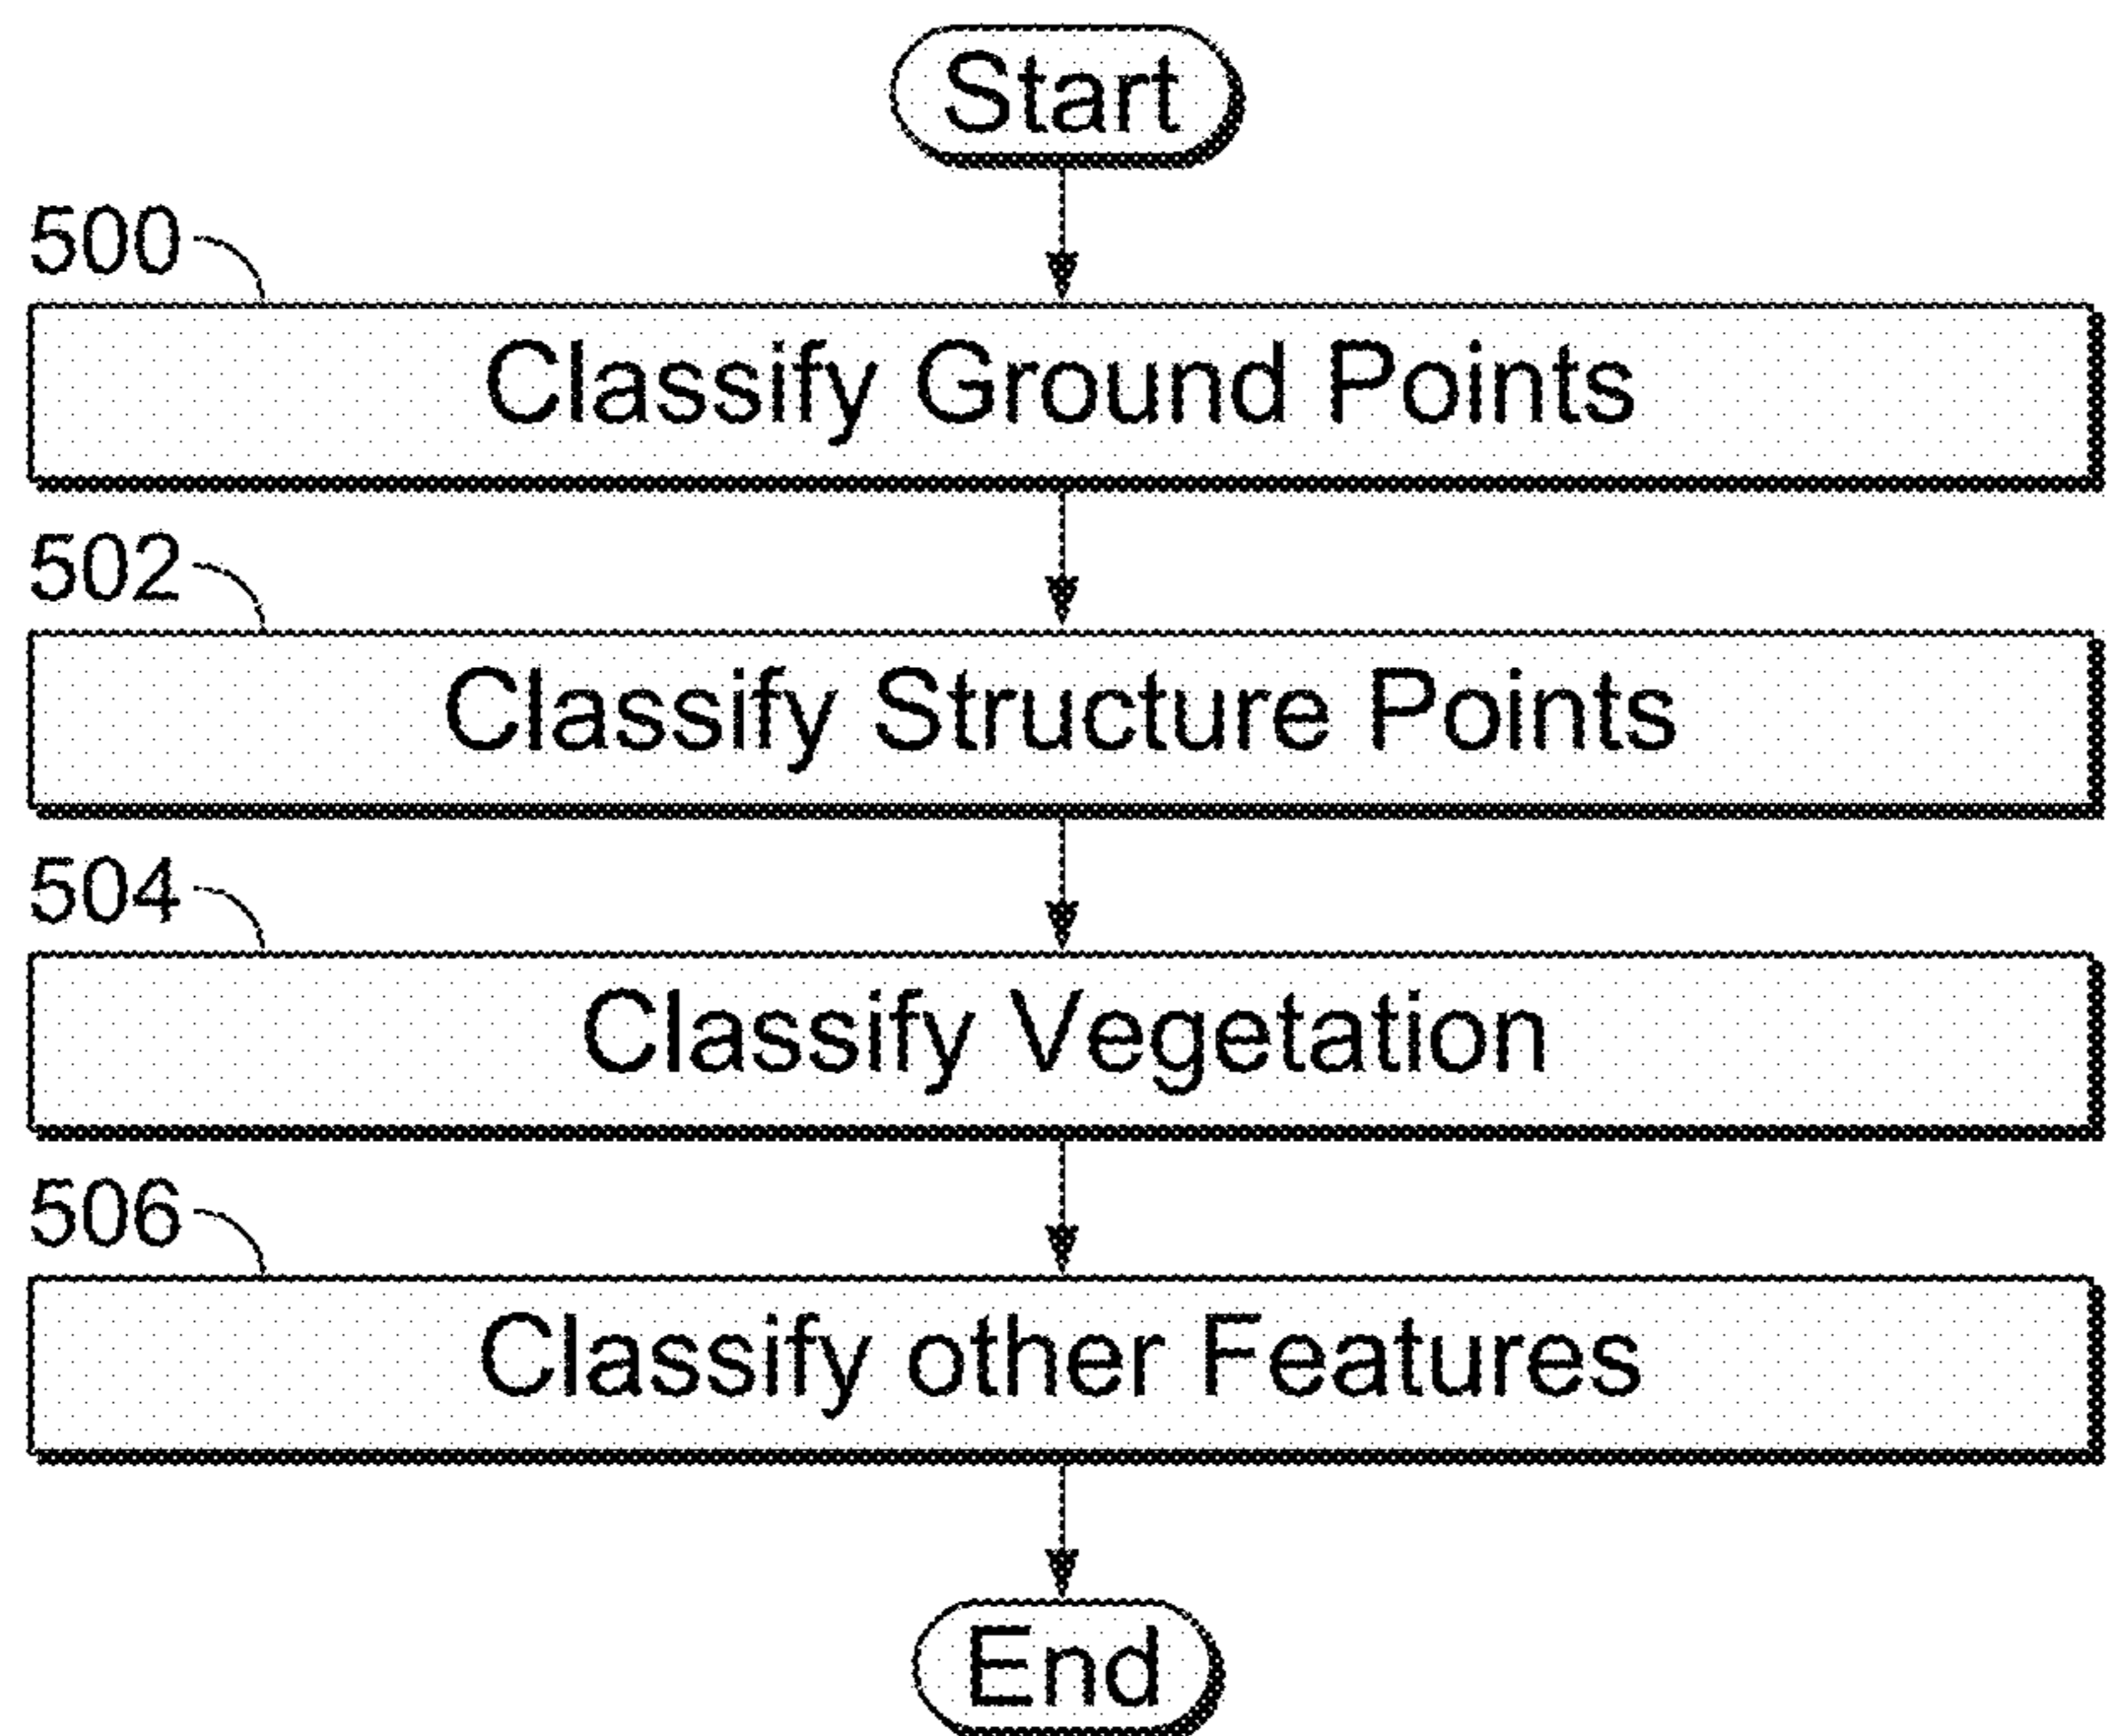 Start
500
Classify Ground Points
502
Classify Structure Points
504
Classify Vegetation
506
Classify other Features
End